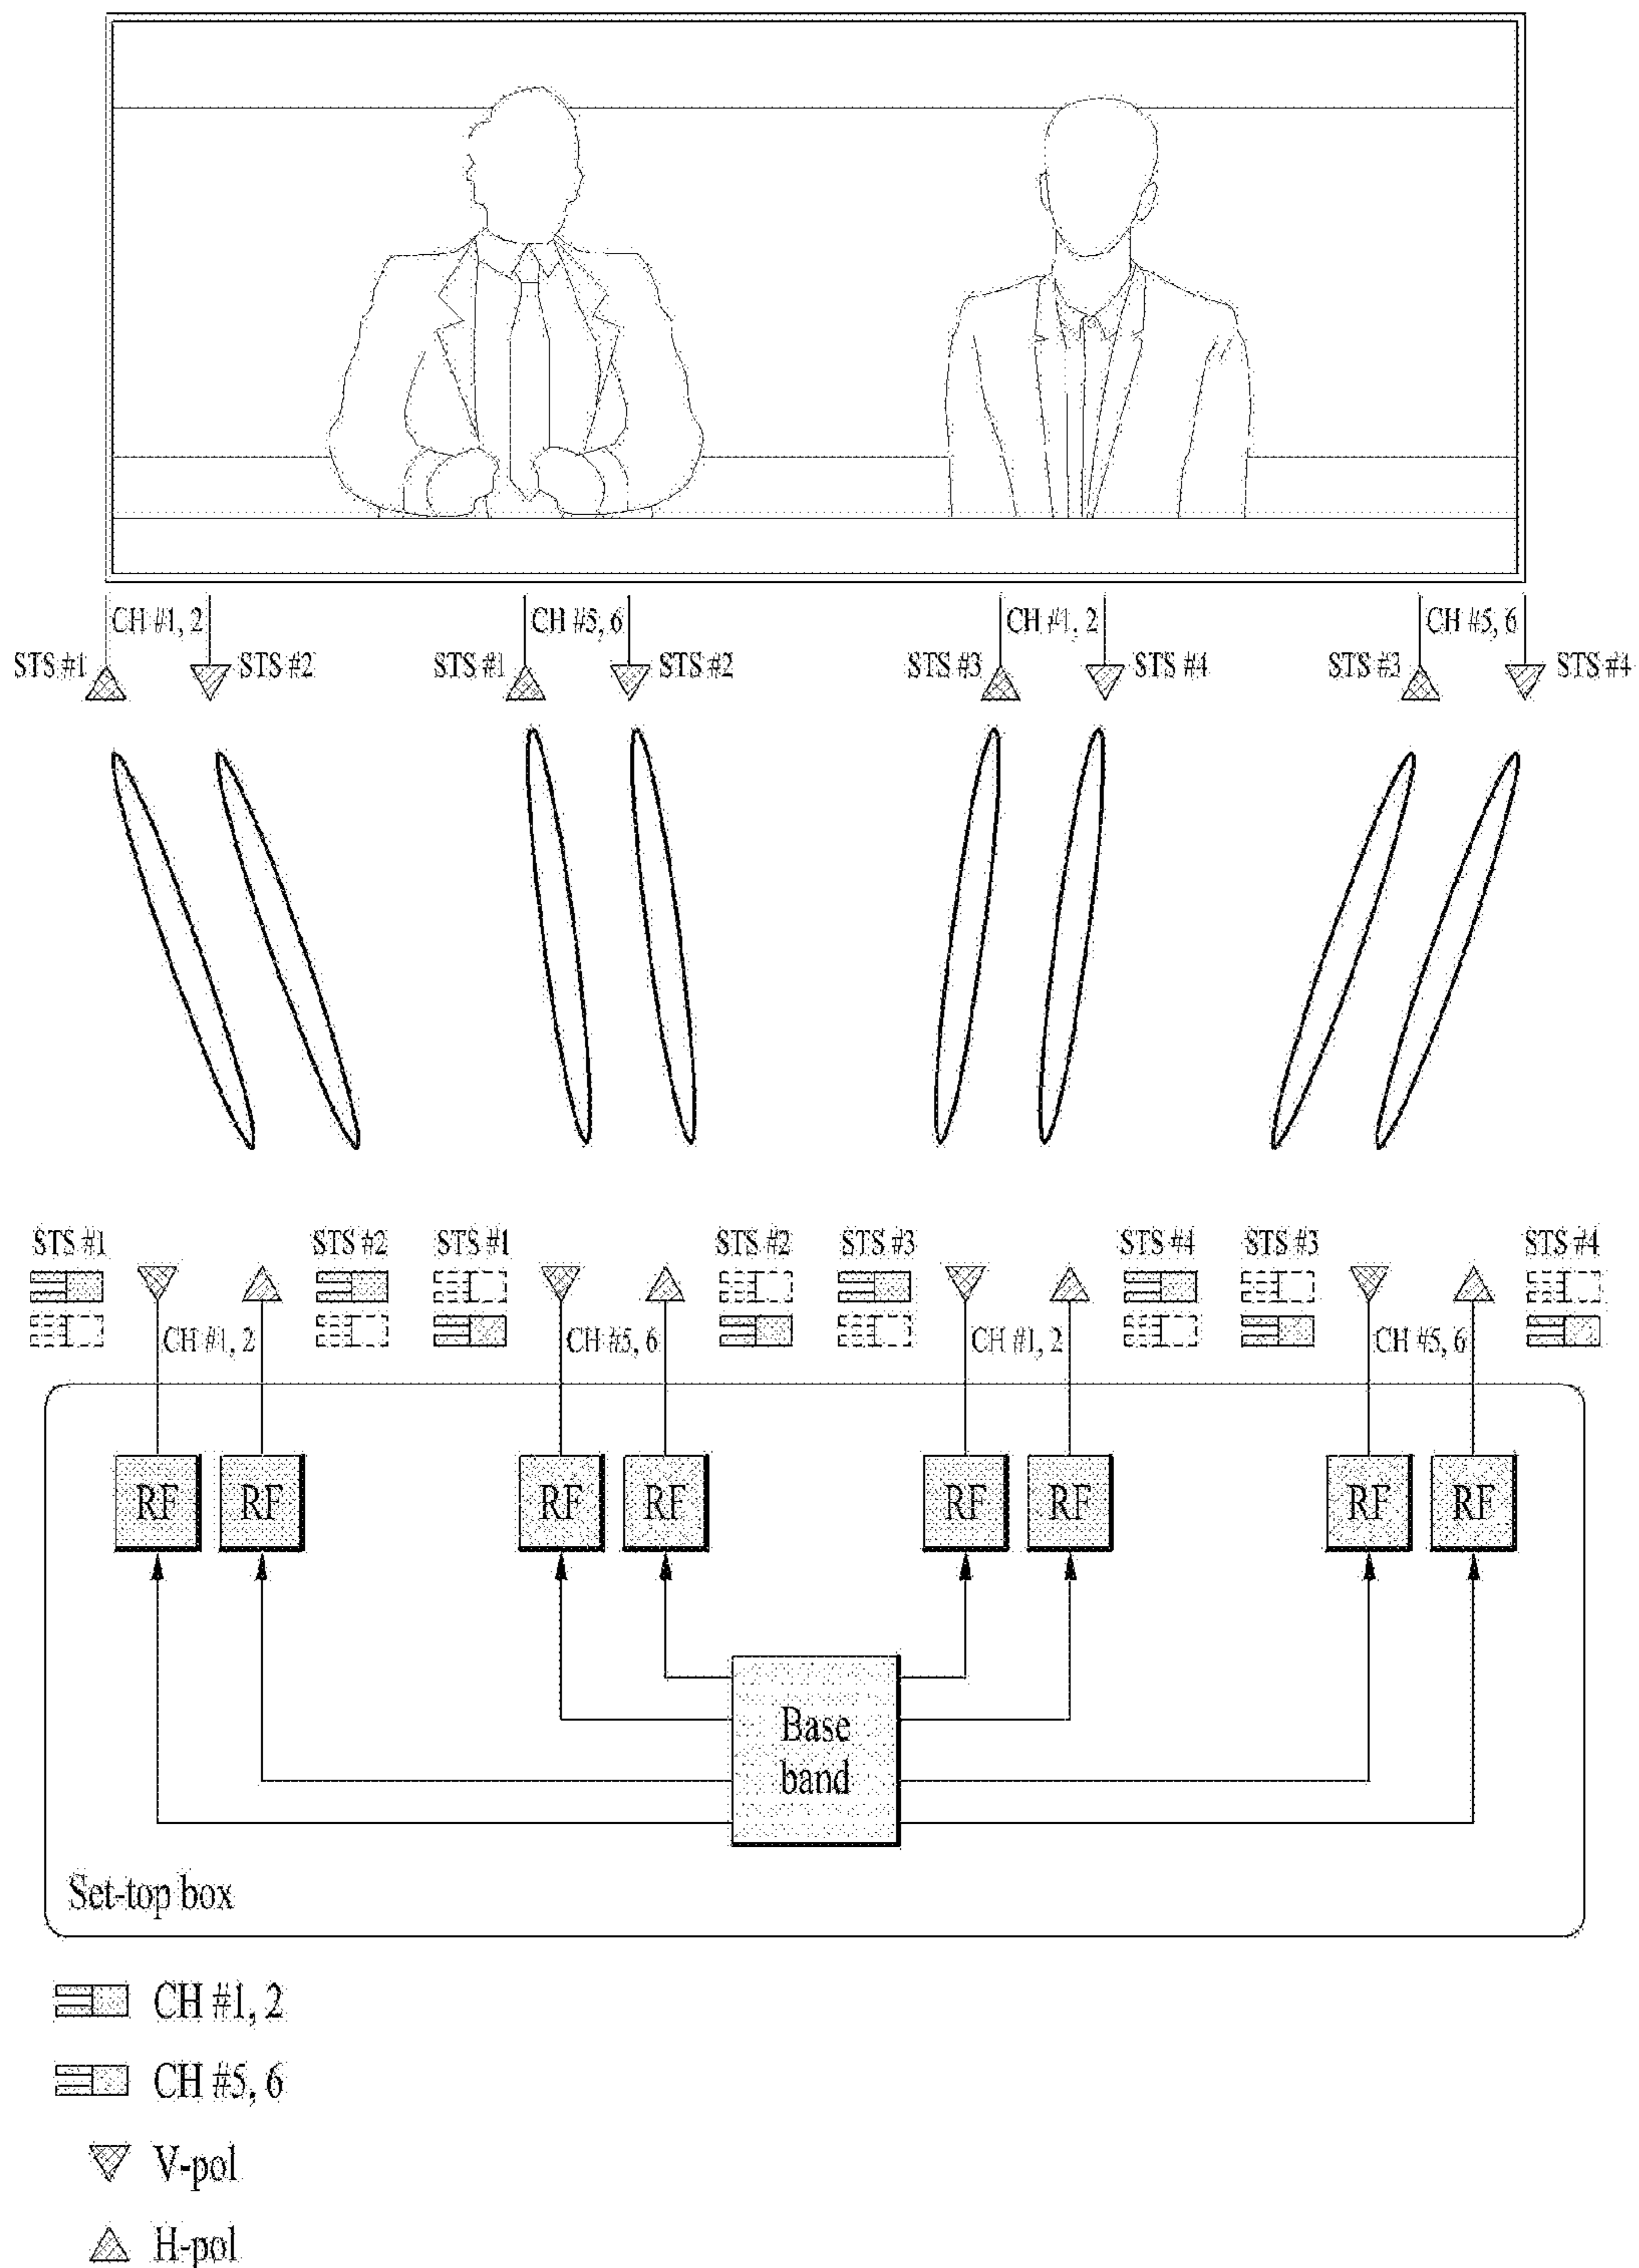 CH #1, 2 CH #5, 6 CH #1, 2 CH #5, 6
STS #1 STS #2 STS #1 STS #2 STS #3 STS #4 STS #3 STS #4
STS #1 STS #2 STS #1 STS #2 STS #3 STS #4 STS #3 STS #4
CH #1, 2 CH #5, 6 CH #1, 2 CH #5, 6
RF RF RF RF RF RF RF RF
Base
band
Set-top box
CH #1, 2
CH #5, 6
V-pol
H-pol